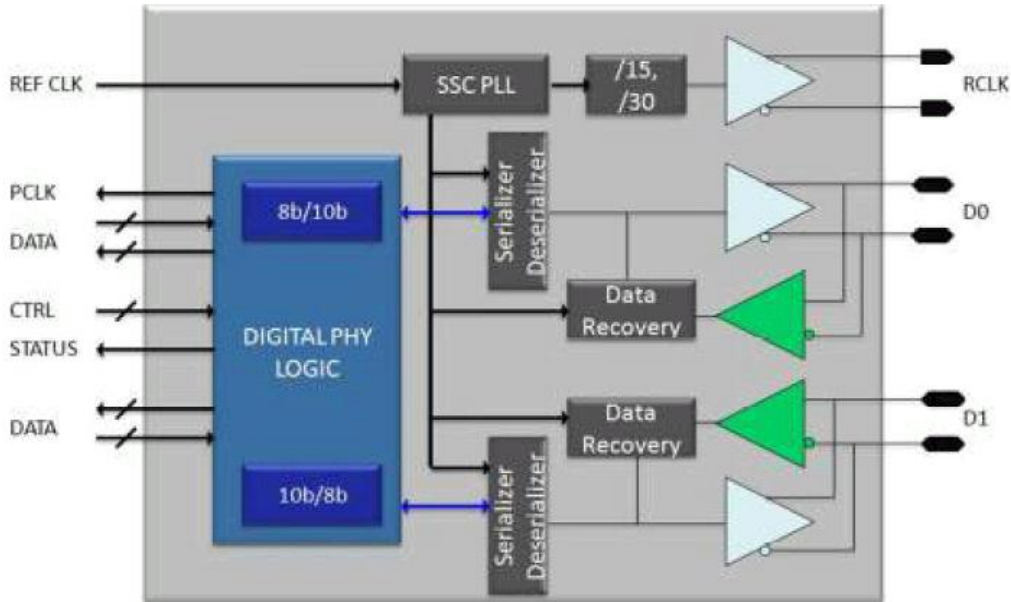 REF CLK
SSC PLL
/15,
/30
RCLK
PCLK
8b/10b
Serializer
Deserializer
D0
DATA
CTRL
Data
Recovery
STATUS
DIGITAL PHY
LOGIC
DATA
Data
Recovery
D1
10b/8b
Serializer
Deserializer